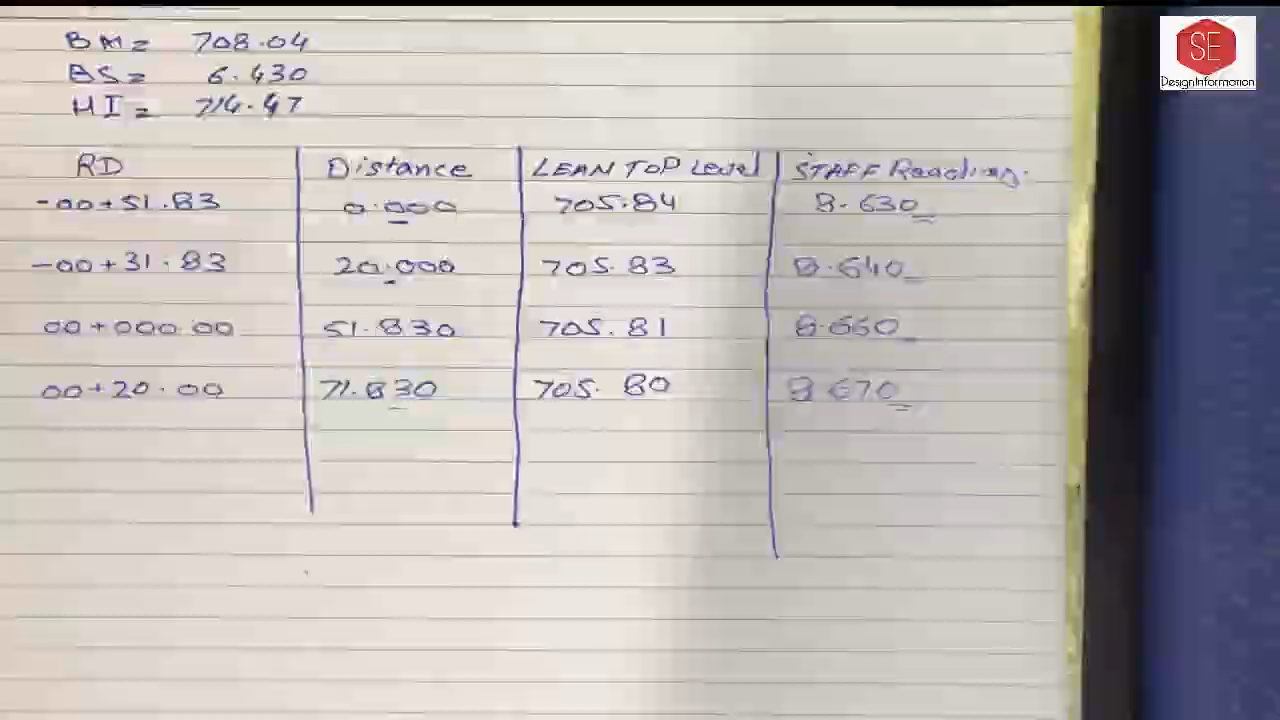 BM = 708.04
BS = 6.430
HI = 714.47
SE
DesignInformation
RD Distance LEAN TOP Level STAFF Reading.
-00+51.83 0.000 705.84 8.630
-00+31.83 20.000 705.83 8.640
00+000.00 51.830 705.81 8.660
00+20.00 71.830 705.80 8.670